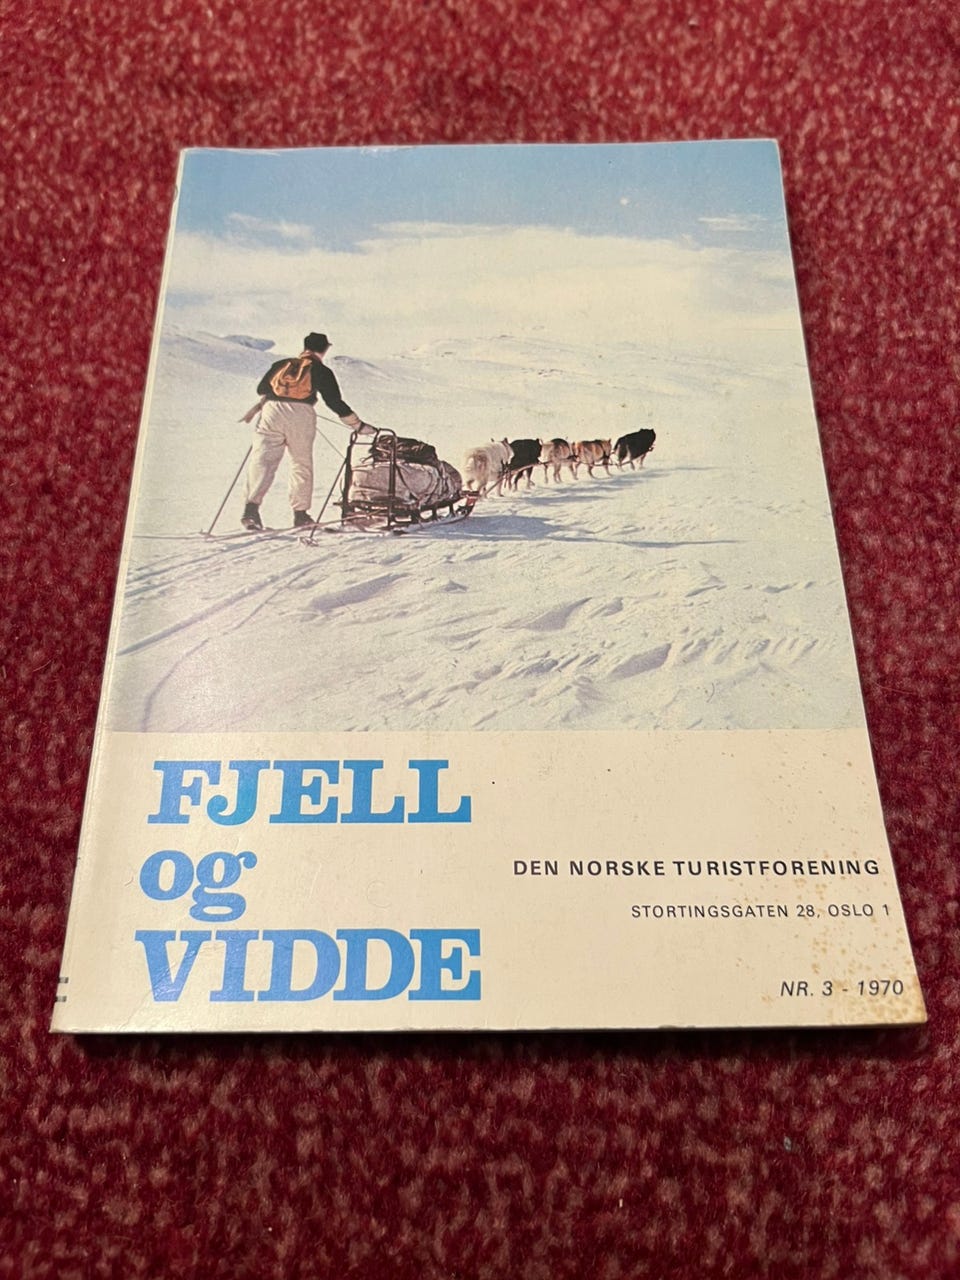 FJELL
og
VIDDE
DEN NORSKE TURISTFORENING
STORTINGSGATEN 28, OSLO 1
NR. 3 - 1970